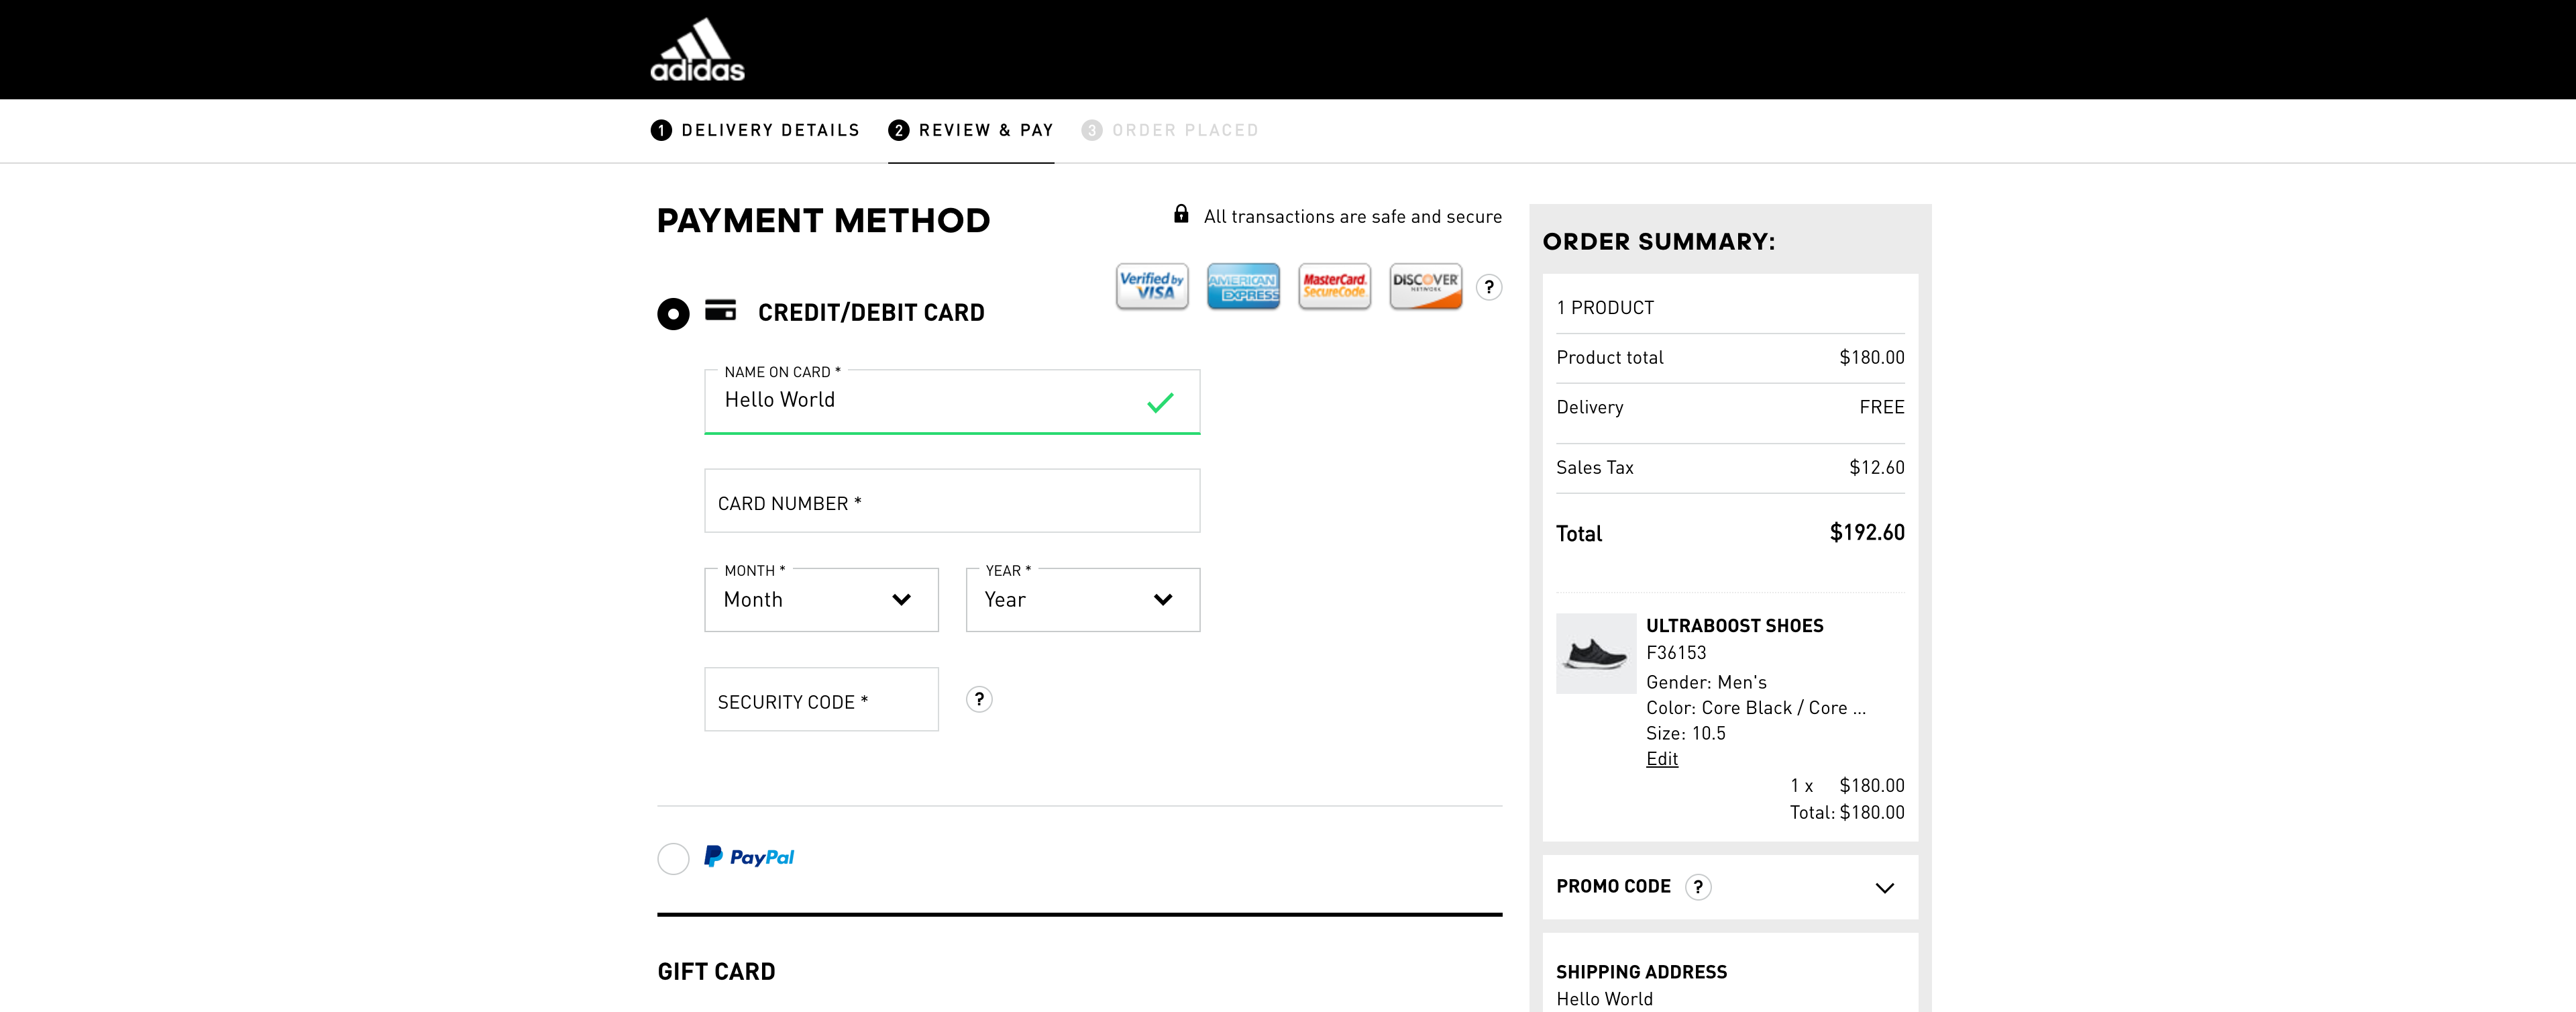 adidas
1 DELIVERY DETAILS 2 REVIEW & PAY 3 ORDER PLACED
PAYMENT METHOD
All transactions are safe and secure
Verified by VISA
AMERICAN EXPRESS
MasterCard. SecureCode.
DISCOVER NETWORK
?
CREDIT/DEBIT CARD
NAME ON CARD *
Hello World
CARD NUMBER *
MONTH *
Month
YEAR *
Year
SECURITY CODE *
?
PayPal
GIFT CARD
ORDER SUMMARY:
1 PRODUCT
Product total $180.00
Delivery FREE
Sales Tax $12.60
Total $192.60
ULTRABOOST SHOES
F36153
Gender: Men's
Color: Core Black / Core ...
Size: 10.5
Edit
1 x $180.00
Total: $180.00
PROMO CODE ?
SHIPPING ADDRESS
Hello World